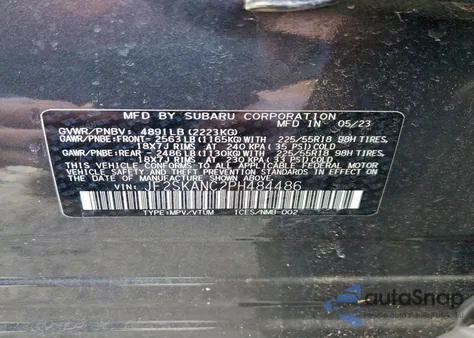 MFD BY SUBARU CORPORATION
GVWR/PNBV: 4891LB(2223KG) MFD IN 05/23
GAWR/PNBE:FRONT- 2563LB(1165KG)WITH 225/55R18 98H TIRES,
18X7J RIMS AT 240 KPA(35 PSI)COLD TIRE
GAWR/PNBE:REAR -2486LB(1130KG)WITH 225/55R18 98H TIRES,
18X7J RIMS AT 230 KPA(33 PSI)COLD
THIS VEHICLE CONFORMS TO ALL APPLICABLE
U.S. FEDERAL MOTOR VEHICLE SAFETY AND THEFT
PREVENTION STANDARDS IN EFFECT ON THE
DATE OF MANUFACTURE SHOWN ABOVE.
VIN: JF2SKANC2PH484486
TYPE:MPV/VTUM ICES/NMB-002
autoSnap